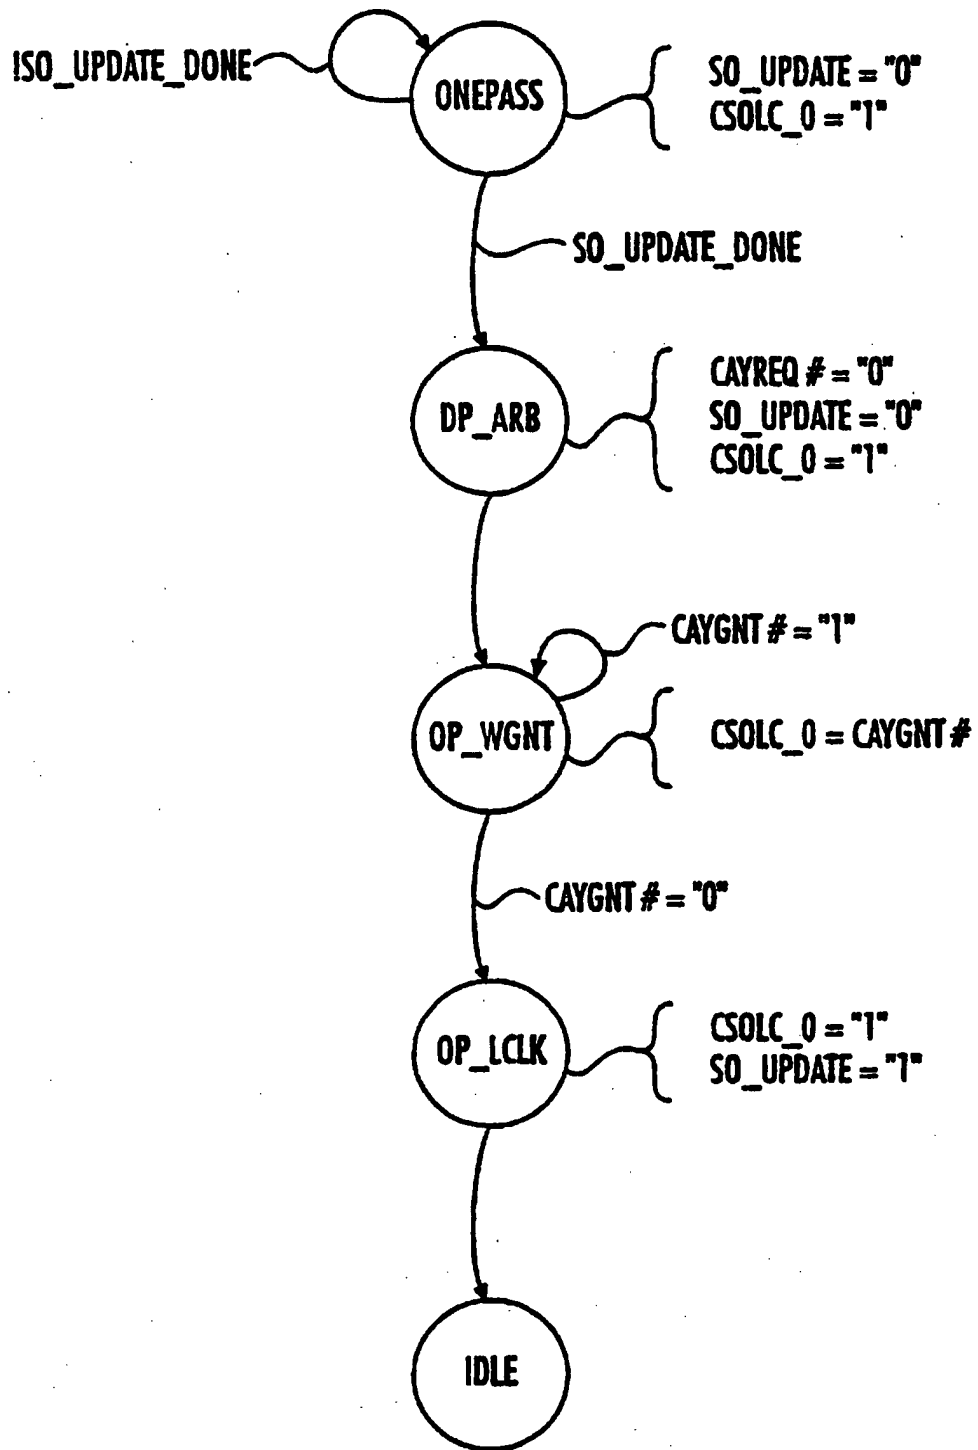 !SO_UPDATE_DONE
ONEPASS
SO_UPDATE = "0"
CSOLC_0 = "1"
SO_UPDATE_DONE
DP_ARB
CAYREQ # = "0"
SO_UPDATE = "0"
CSOLC_0 = "1"
CAYGNT # = "1"
OP_WGNT
CSOLC_0 = CAYGNT #
CAYGNT # = "0"
OP_LCLK
CSOLC_0 = "1"
SO_UPDATE = "1"
IDLE